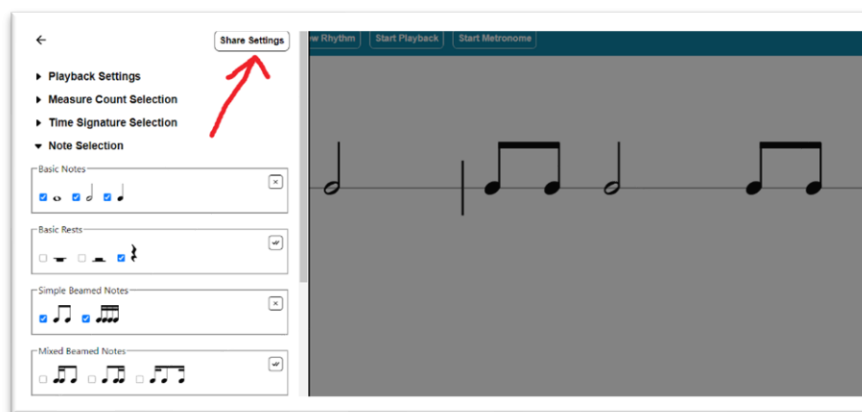 Share Settings
w Rhythm
Start Playback
Start Metronome
Playback Settings
Measure Count Selection
Time Signature Selection
Note Selection
Basic Notes
Basic Rests
Simple Beamed Notes
Mixed Beamed Notes